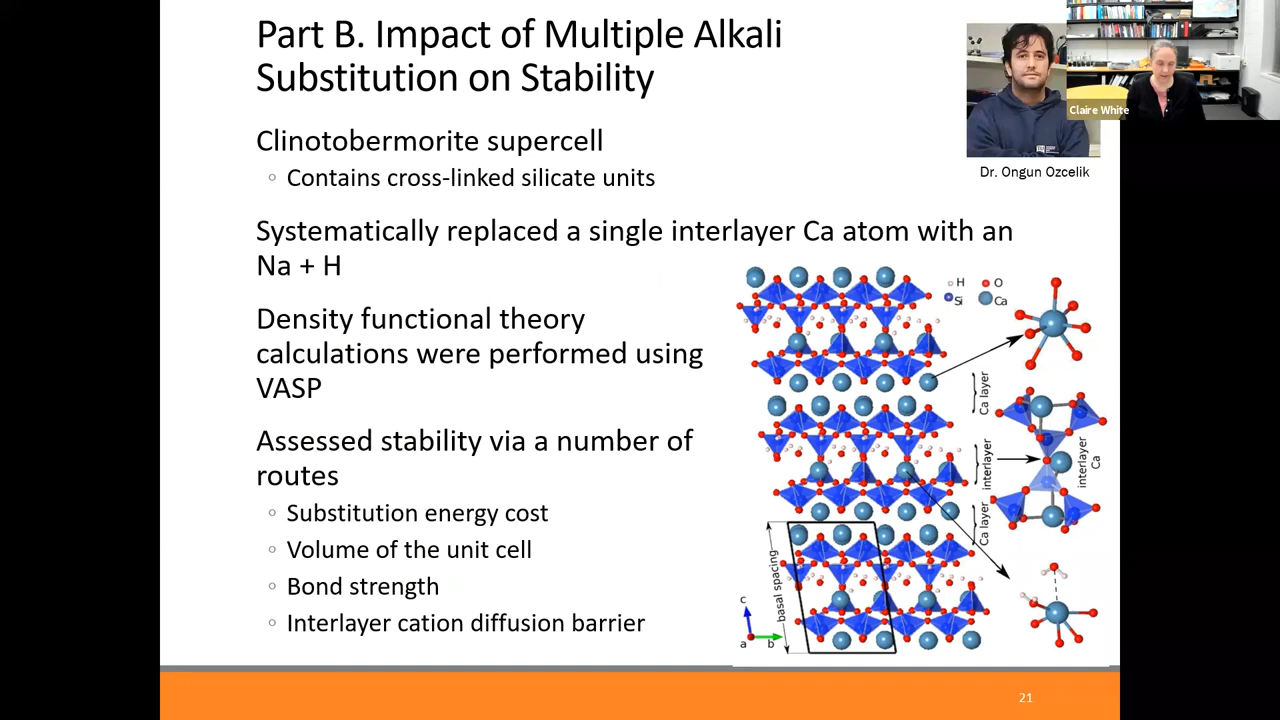 Part B. Impact of Multiple Alkali
Substitution on Stability
Claire White
Dr. Ongun Ozcelik
Clinotobermorite supercell
◦ Contains cross-linked silicate units
Systematically replaced a single interlayer Ca atom with an
Na + H
Density functional theory
calculations were performed using
VASP
Assessed stability via a number of
routes
◦ Substitution energy cost
◦ Volume of the unit cell
◦ Bond strength
◦ Interlayer cation diffusion barrier
H
O
Si
Ca
Ca layer
interlayer
Ca layer
interlayer
Ca
basal spacing
c
a
b
21